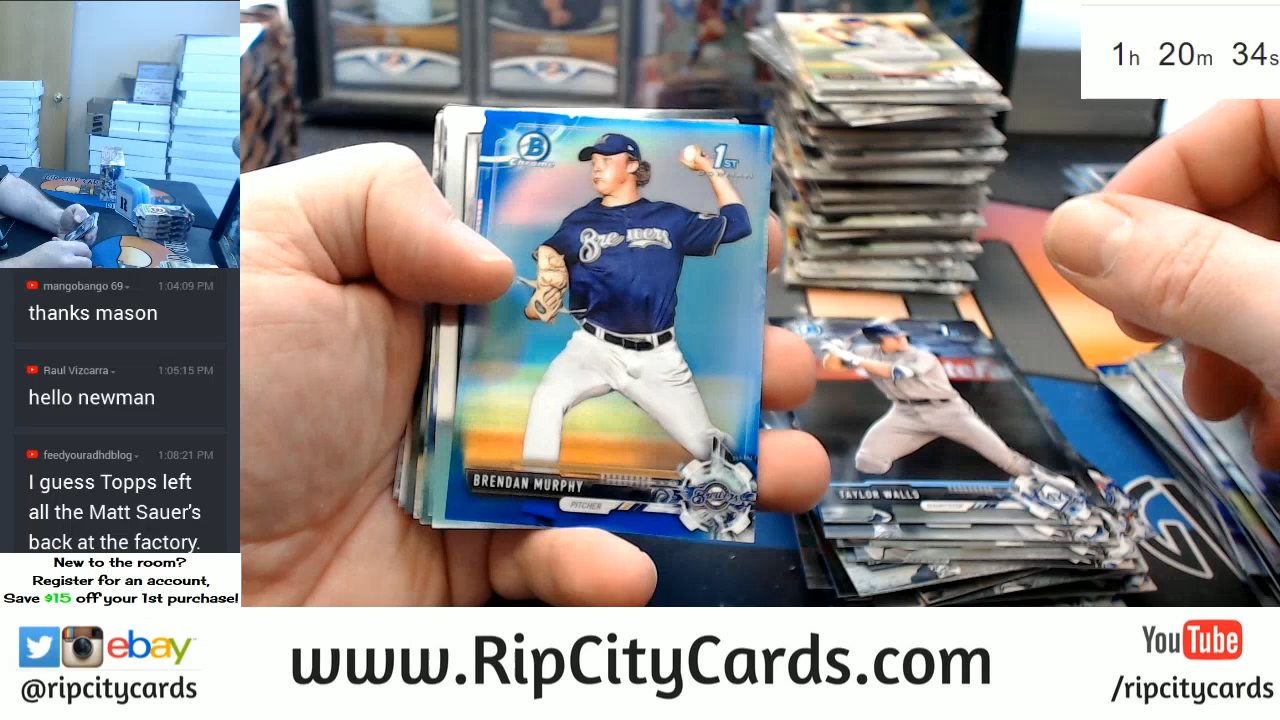 1h 20m 34s
mangobango 69
1:04:09 PM
thanks mason
Raul Vizcarra
1:05:15 PM
hello newman
feedyouradhdblog
1:08:21 PM
I guess Topps left
all the Matt Sauer's
back at the factory.
New to the room?
Register for an account,
Save $15 off your 1st purchase!
B
CHROME
1ST
BOWMAN
Brewers
BRENDAN MURPHY
PITCHER
Brewers
TAYLOR WALLS
ebay
@ripcitycards
www.RipCityCards.com
YouTube
/ripcitycards